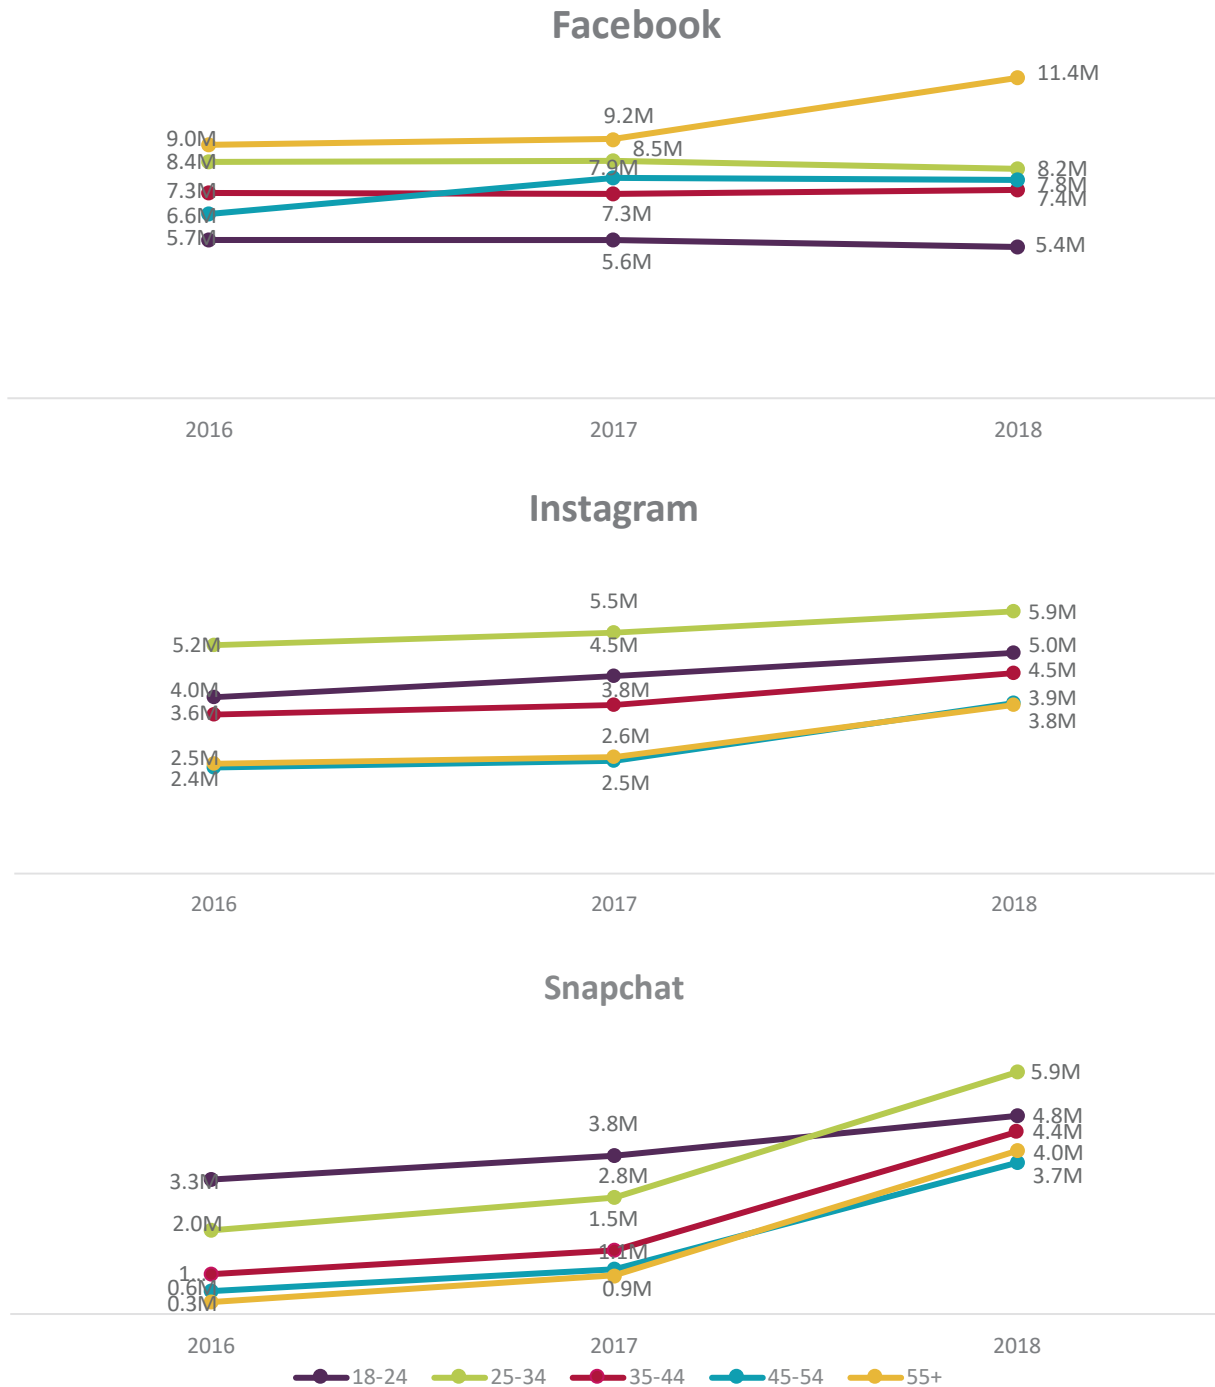 Facebook
11.4M
9.2M
9.0M
8.5M
8.4M
7.9M
8.2M
7.8M
7.3M
7.4M
6.6M
7.3M
5.7M
5.4M
5.6M
2016 2017 2018
Instagram
5.5M
5.9M
5.2M
4.5M
5.0M
4.5M
4.0M
3.8M
3.9M
3.6M
3.8M
2.6M
2.5M
2.4M
2.5M
2016 2017 2018
Snapchat
5.9M
3.8M
4.8M
4.4M
4.0M
3.3M
2.8M
3.7M
2.0M
1.5M
1.1M
1...
0.6M
0.9M
0.3M
2016 2017 2018
18-24 25-34 35-44 45-54 55+